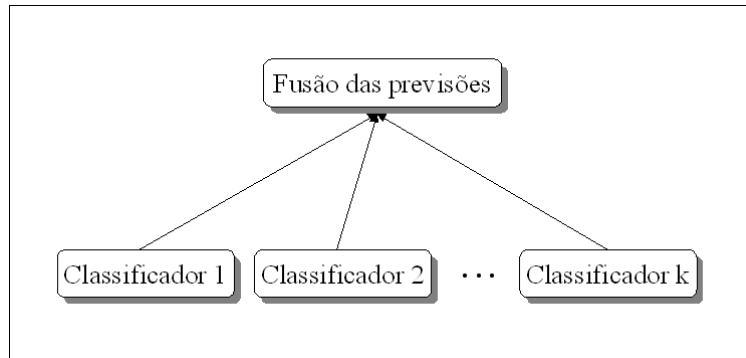 Fusão das previsões
Classificador 1
Classificador 2
...
Classificador k